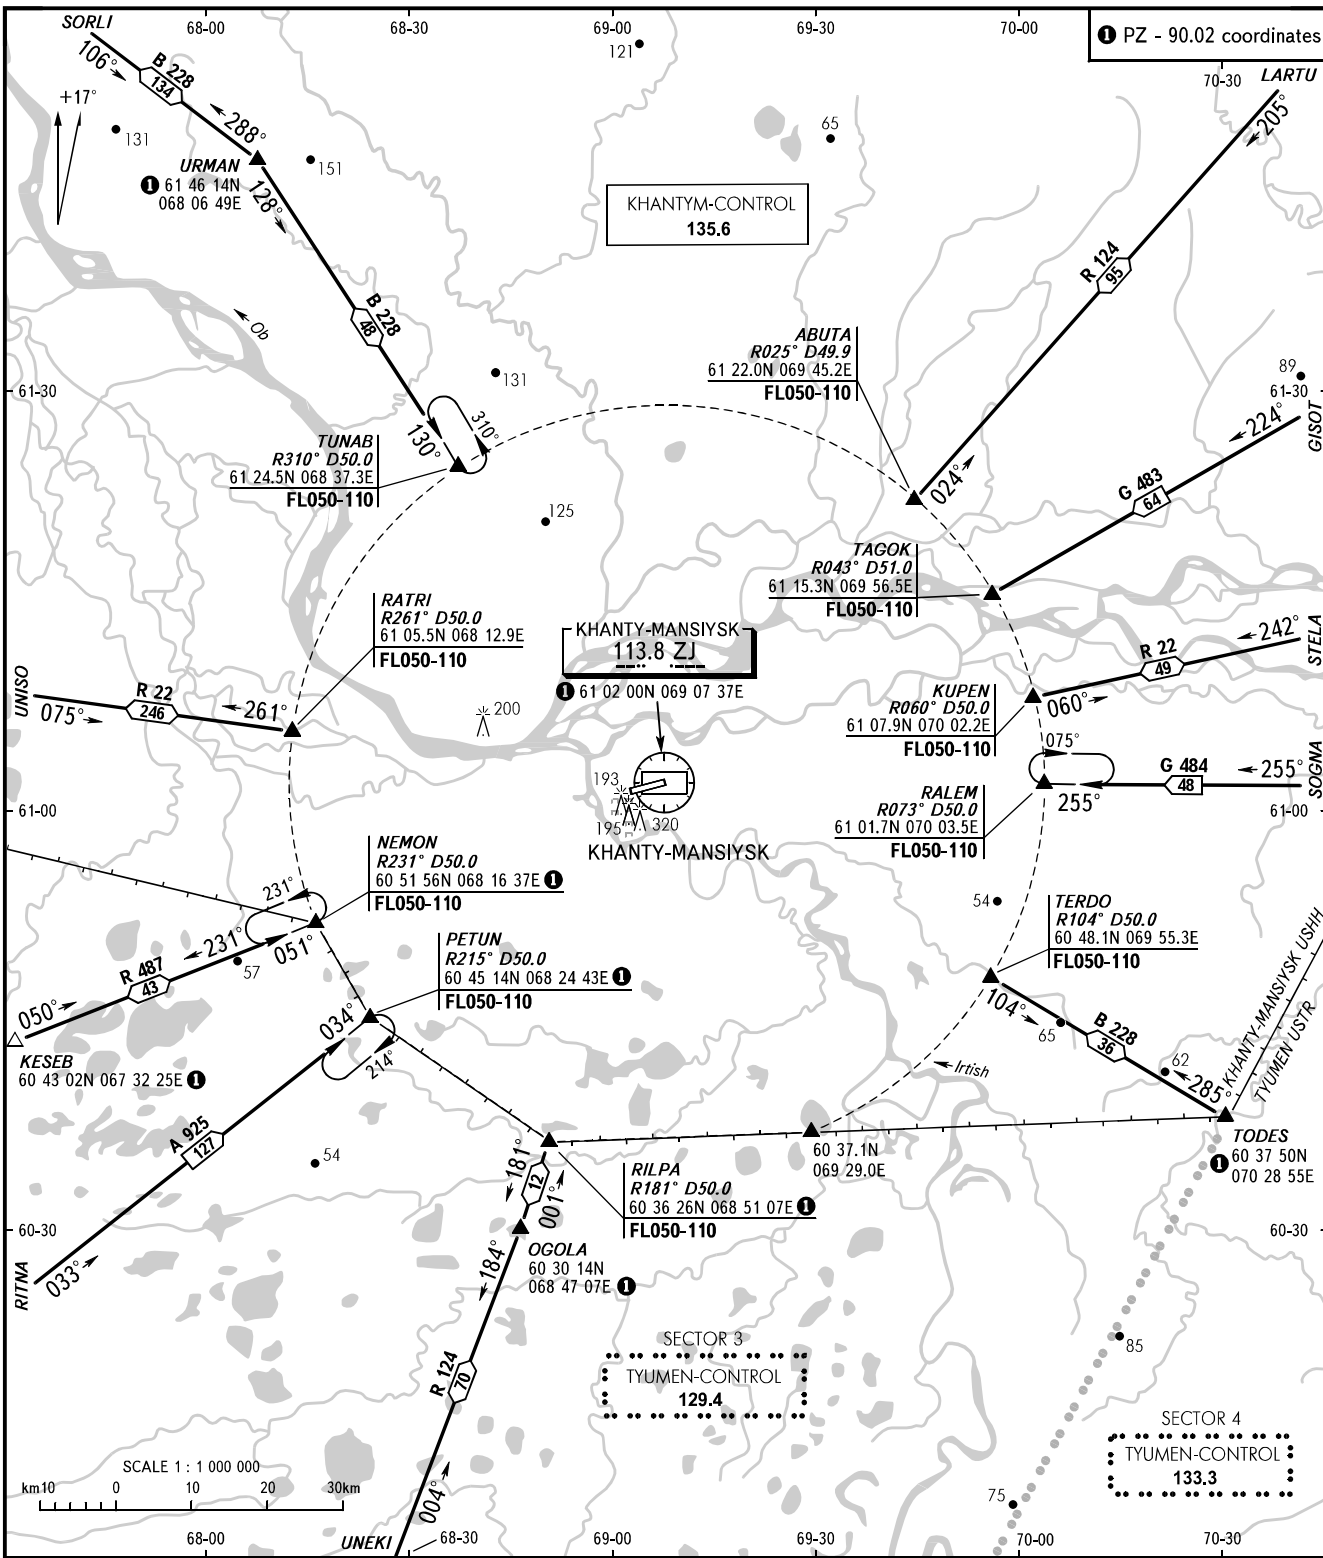 SORLI
68-00
68-30
69-00
69-30
70-00
1 PZ - 90.02 coordinates
121
70-30
LARTU
106°
B 228
134
+17°
131
288°
151
65
205°
URMAN
1 61 46 14N
068 06 49E
128°
KHANTYM-CONTROL
135.6
R 124
95
B 228
48
Ob
131
ABUTA
R025° D49.9
61 22.0N 069 45.2E
FL050-110
89
61-30
61-30
GISOT
224°
310°
130°
TUNAB
R310° D50.0
61 24.5N 068 37.3E
FL050-110
024°
G 483
64
125
TAGOK
R043° D51.0
61 15.3N 069 56.5E
FL050-110
RATRI
R261° D50.0
61 05.5N 068 12.9E
FL050-110
KHANTY-MANSIYSK
113.8 ZJ
1 61 02 00N 069 07 37E
242°
STELA
R 22
49
UNISO
R 22
246
075°
261°
200
KUPEN
R060° D50.0
61 07.9N 070 02.2E
FL050-110
060°
075°
G 484
48
255°
SOGNA
255°
193
195
320
KHANTY-MANSIYSK
RALEM
R073° D50.0
61 01.7N 070 03.5E
FL050-110
61-00
61-00
NEMON
R231° D50.0
60 51 56N 068 16 37E 1
FL050-110
231°
231°
051°
54
TERDO
R104° D50.0
60 48.1N 069 55.3E
FL050-110
KHANTY-MANSIYSK USHH
TYUMEN USTR
R 487
43
57
050°
PETUN
R215° D50.0
60 45 14N 068 24 43E 1
FL050-110
034°
214°
104°
65
B 228
36
62
285°
KESEB
60 43 02N 067 32 25E 1
Irtish
A 925
127
54
181°
12
001°
60 37.1N
069 29.0E
TODES
1 60 37 50N
070 28 55E
RILPA
R181° D50.0
60 36 26N 068 51 07E 1
FL050-110
60-30
60-30
RITNA
033°
184°
OGOLA
60 30 14N
068 47 07E 1
SECTOR 3
TYUMEN-CONTROL
129.4
85
R 124
70
SECTOR 4
TYUMEN-CONTROL
133.3
SCALE 1 : 1 000 000
km10 0 10 20 30km
004°
75
68-00
UNEKI
68-30
69-00
69-30
70-00
70-30